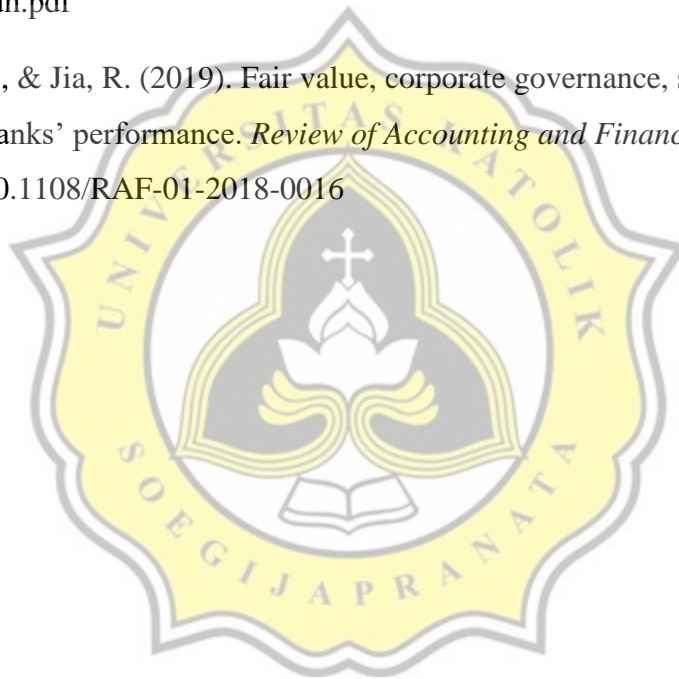 an.pdf
, & Jia, R. (2019). Fair value, corporate governance, s
anks’ performance. Review of Accounting and Financ
0.1108/RAF-01-2018-0016
UNIVERSITAS KATOLIK
SOEGIJAPRANATA